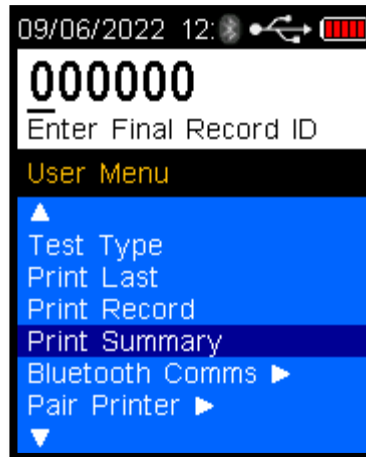 09/06/2022 12:
000000
Enter Final Record ID
User Menu
Test Type
Print Last
Print Record
Print Summary
Bluetooth Comms
Pair Printer